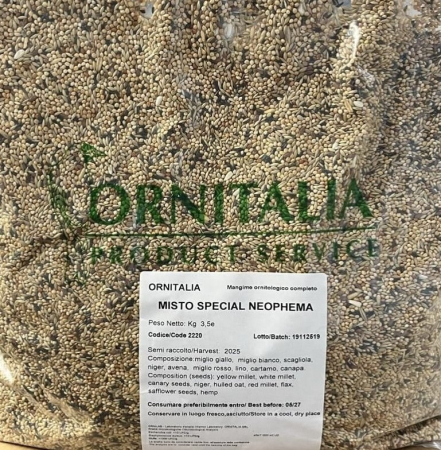 ORNITALIA
PRODUCT SERVICE
ORNITALIA Mangime ornitologico completo
MISTO SPECIAL NEOPHEMA
Peso Netto: Kg 3,5e
Codice/Code 2220 Lotto/Batch: 19112519
Semi raccolto/Harvest: 2025
Composizione:miglio giallo, miglio bianco, scagliola,
niger, avena, miglio rosso, lino, cartamo, canapa.
Composition (seeds): yellow millet, white millet,
canary seeds, niger, hulled oat, red millet, flax,
safflower seeds, hemp
Consumare preferibilmente entro/ Best before: 06/27
Conservare in luogo fresco,asciutto/Store in a cool, dry place